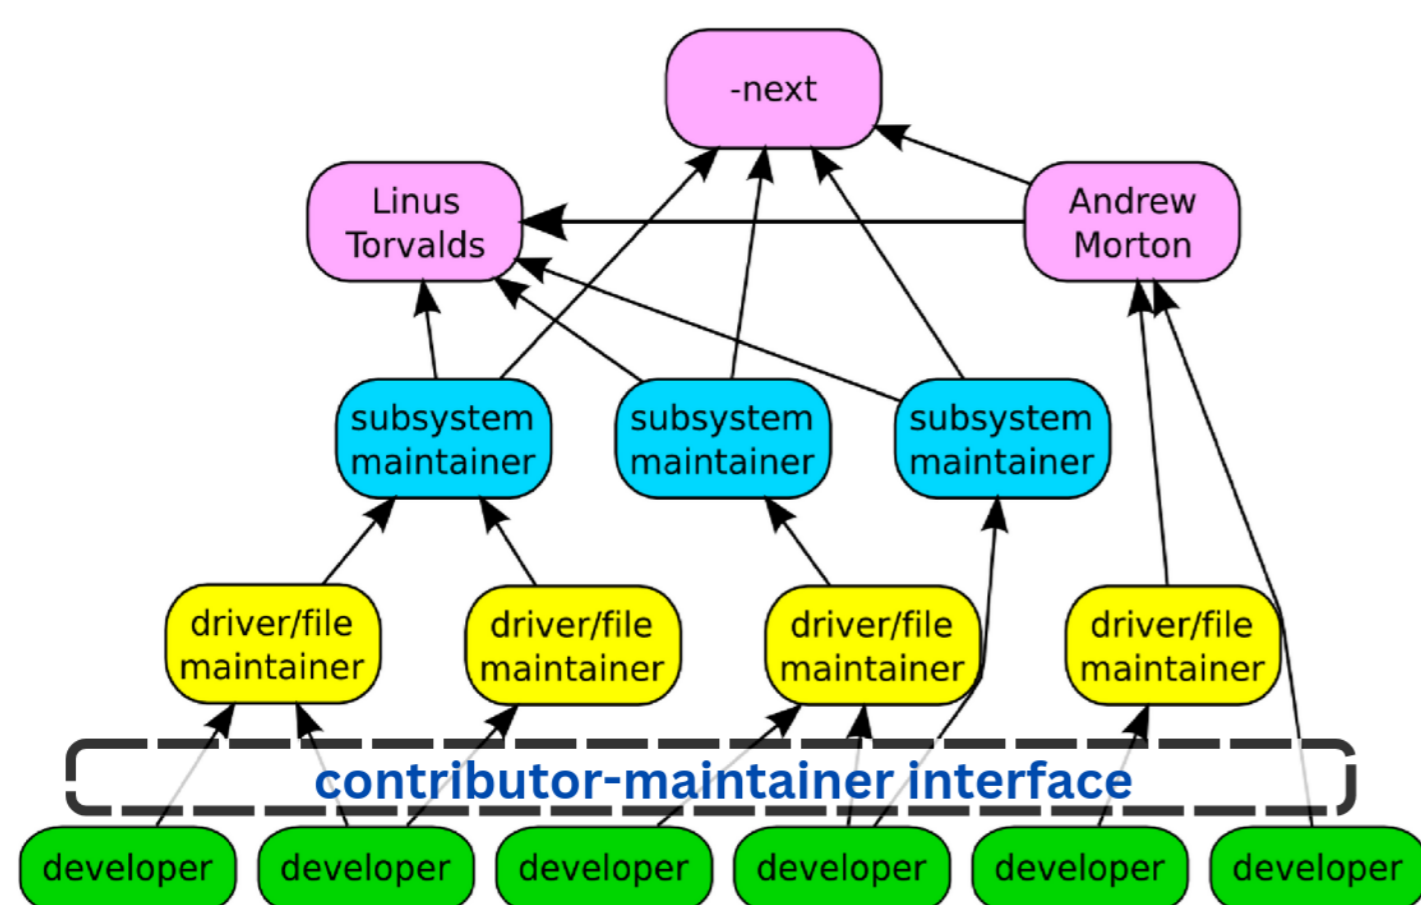 -next
Linus
Torvalds
Andrew
Morton
subsystem
maintainer
subsystem
maintainer
subsystem
maintainer
driver/file
maintainer
driver/file
maintainer
driver/file
maintainer
driver/file
maintainer
contributor-maintainer interface
developer
developer
developer
developer
developer
developer